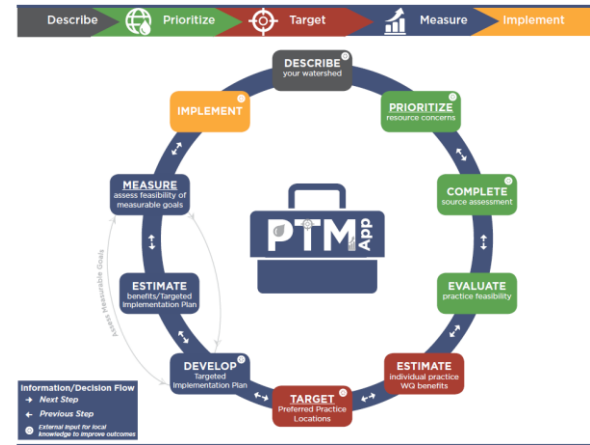 Describe
Prioritize
Target
Measure
Implement
DESCRIBE
your watershed
PRIORITIZE
resource concerns
COMPLETE
source assessment
EVALUATE
practice feasibility
ESTIMATE
individual practice
WQ benefits
TARGET
Preferred Practice
Locations
DEVELOP
Targeted
Implementation Plan
ESTIMATE
benefits/Targeted
Implementation Plan
MEASURE
assess feasibility of
measurable goals
IMPLEMENT
Assess Measurable Goals
PTM
App
Information/Decision Flow
Next Step
Previous Step
External input for local
knowledge to improve outcomes